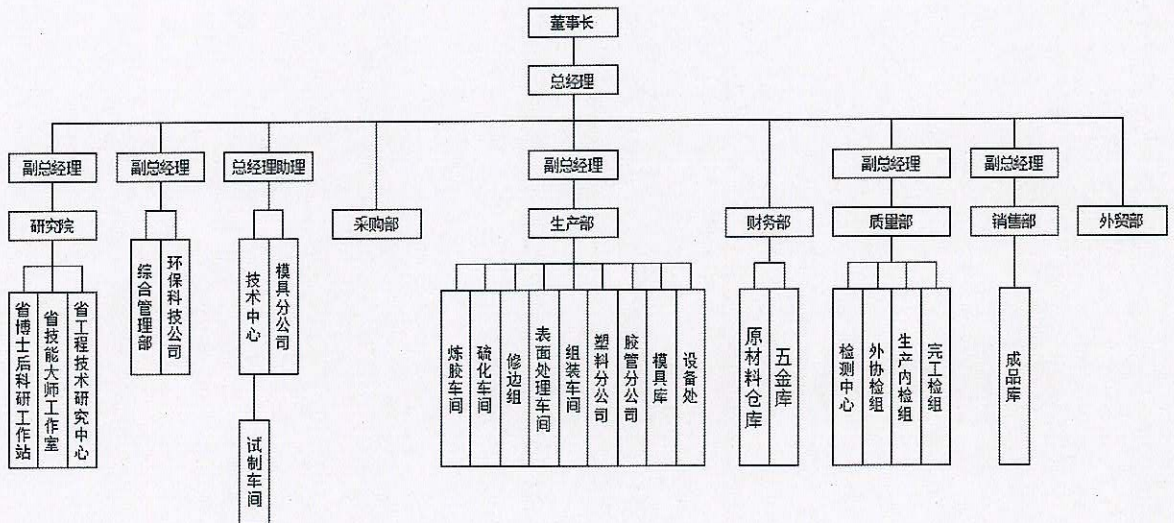 董事长
总经理
副总经理
副总经理
总经理助理
副总经理
副总经理
副总经理
研究院
采购部
生产部
财务部
质量部
销售部
外贸部
省博士后科研工作站
省技能大师工作室
省工程技术研究中心
综合管理部
环保科技公司
技术中心
模具分公司
炼胶车间
硫化车间
修边组
表面处理车间
组装车间
塑料分公司
胶管分公司
模具库
设备处
原材料仓库
五金库
检测中心
外协检组
生产内检组
完工检组
成品库
试制车间